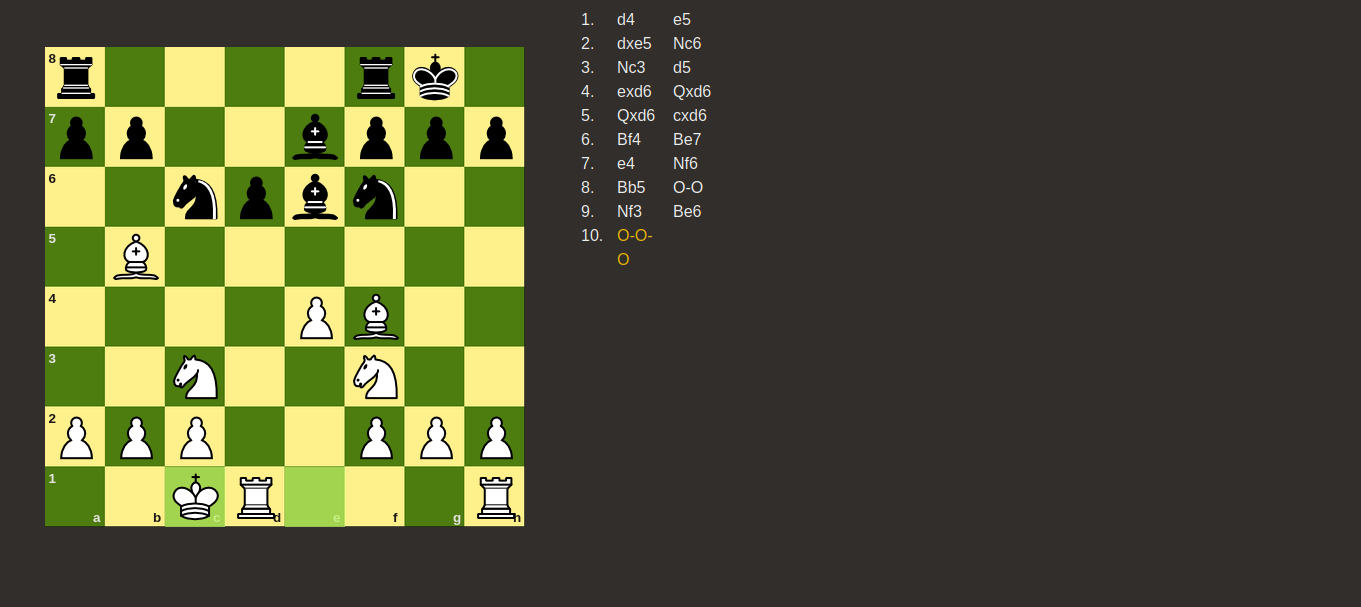 1. d4 e5
2. dxe5 Nc6
3. Nc3 d5
4. exd6 Qxd6
5. Qxd6 cxd6
6. Bf4 Be7
7. e4 Nf6
8. Bb5 O-O
9. Nf3 Be6
10. O-O-
O
8
7
6
5
4
3
2
1
a b c d e f g h